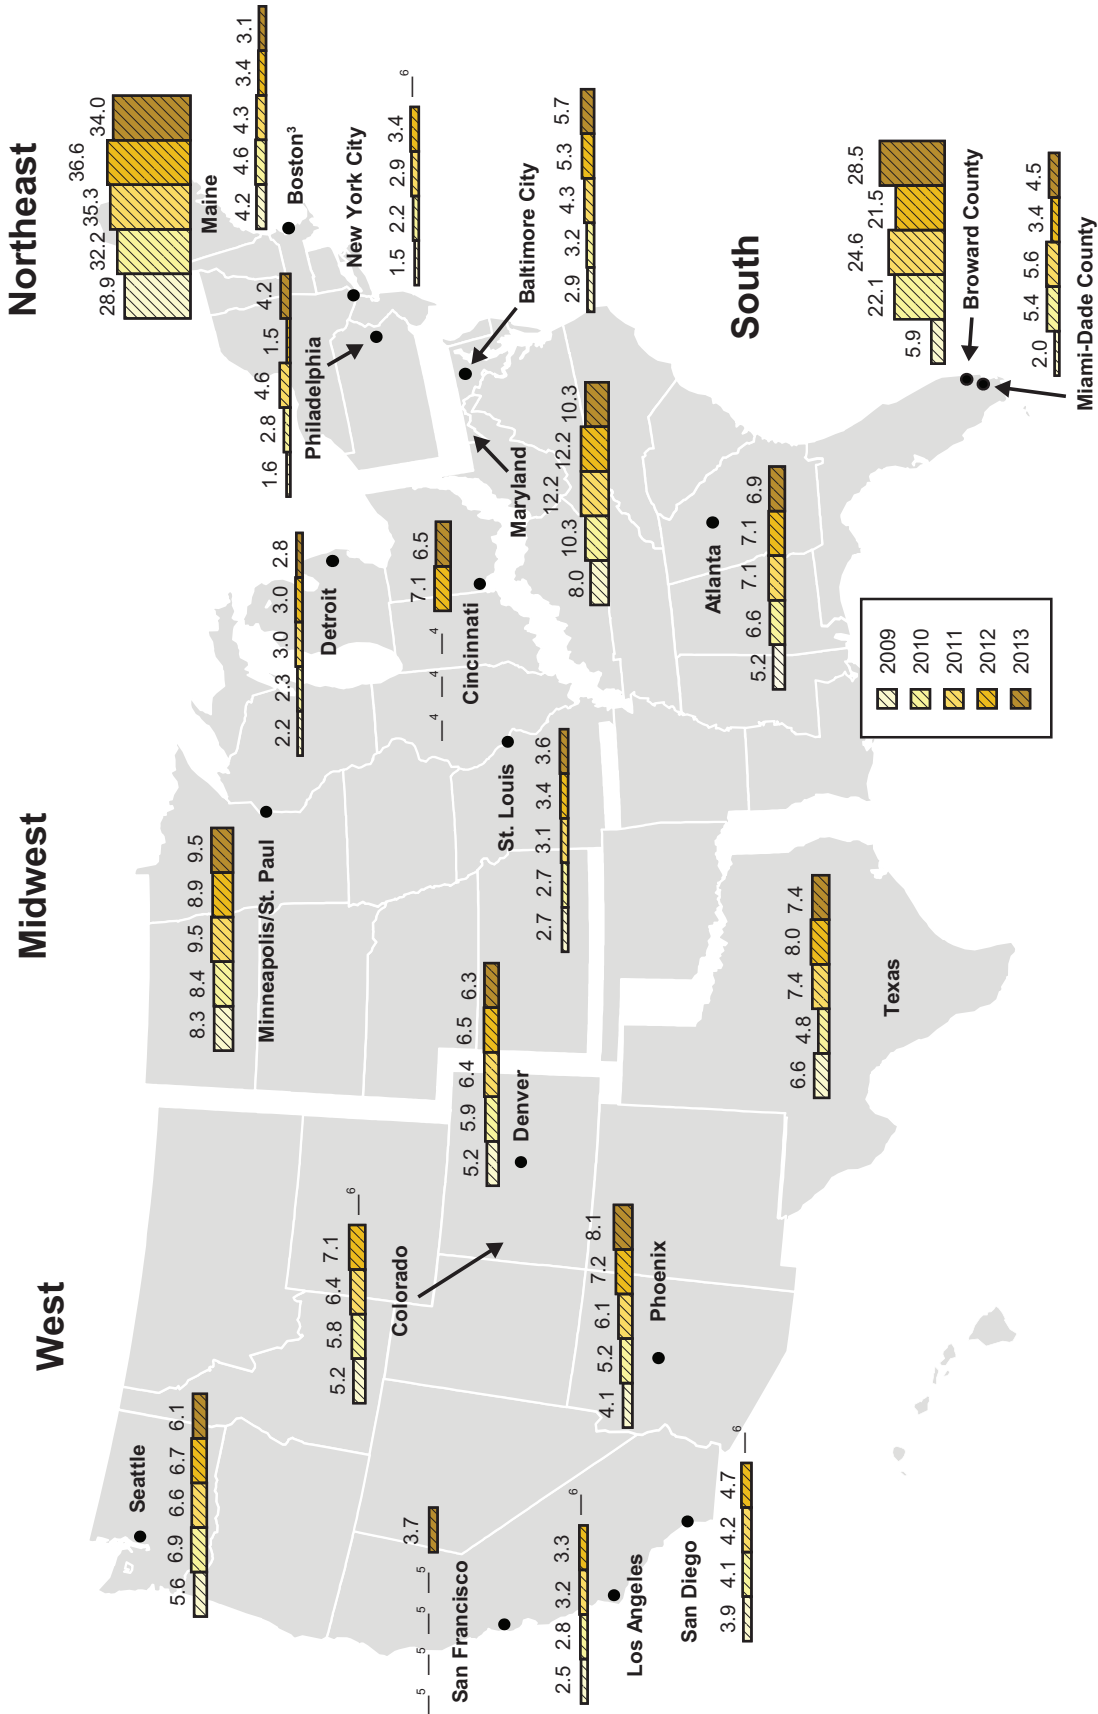 West
Midwest
Northeast
Seattle
5.6 6.9 6.6 6.7 6.1
San Francisco
—5 —5 —5 —5 3.7
Los Angeles
2.5 2.8 3.2 3.3 —6
San Diego
3.9 4.1 4.2 4.7 —6
5.2 5.8 6.4 7.1 —6
Colorado
5.2 5.9 6.4 6.5 6.3
Denver
4.1 5.2 6.1 7.2 8.1
Phoenix
8.3 8.4 9.5 8.9 9.5
Minneapolis/St. Paul
2.2 2.3 3.0 3.0 2.8
Detroit
—4 —4 —4 7.1 6.5
Cincinnati
St. Louis
2.7 2.7 3.1 3.4 3.6
28.9 32.2 35.3 36.6 34.0
Maine
4.2 4.6 4.3 3.4 3.1
Boston³
1.6 2.8 4.6 1.5 4.2
Philadelphia
New York City
1.5 2.2 2.9 3.4 —6
South
Maryland
8.0 10.3 12.2 12.2 10.3
Baltimore City
2.9 3.2 4.3 5.3 5.7
Atlanta
5.2 6.6 7.1 7.1 6.9
6.6 4.8 7.4 8.0 7.4
Texas
5.9 22.1 24.6 21.5 28.5
Broward County
2.0 5.4 5.6 3.4 4.5
Miami-Dade County
2009
2010
2011
2012
2013